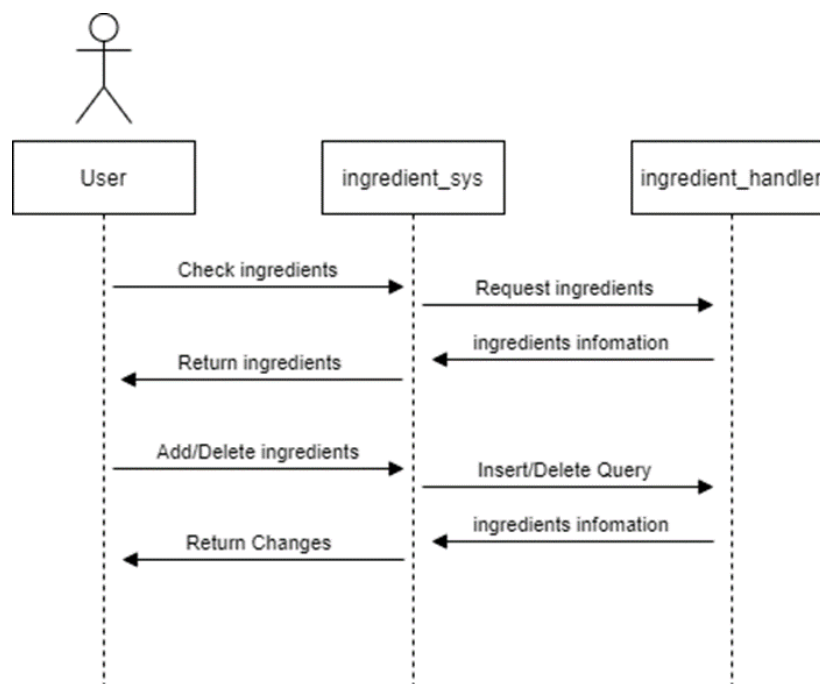 User
ingredient_sys
ingredient_handler
Check ingredients
Request ingredients
ingredients infomation
Return ingredients
Add/Delete ingredients
Insert/Delete Query
ingredients infomation
Return Changes